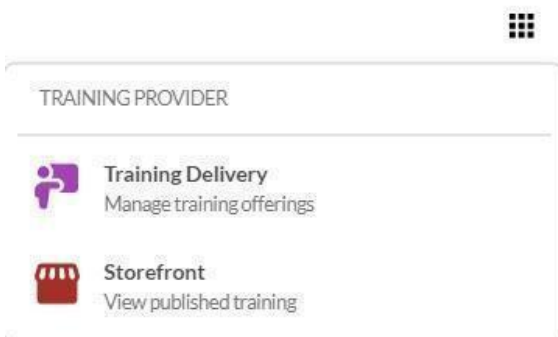 TRAINING PROVIDER
Training Delivery
Manage training offerings
Storefront
View published training